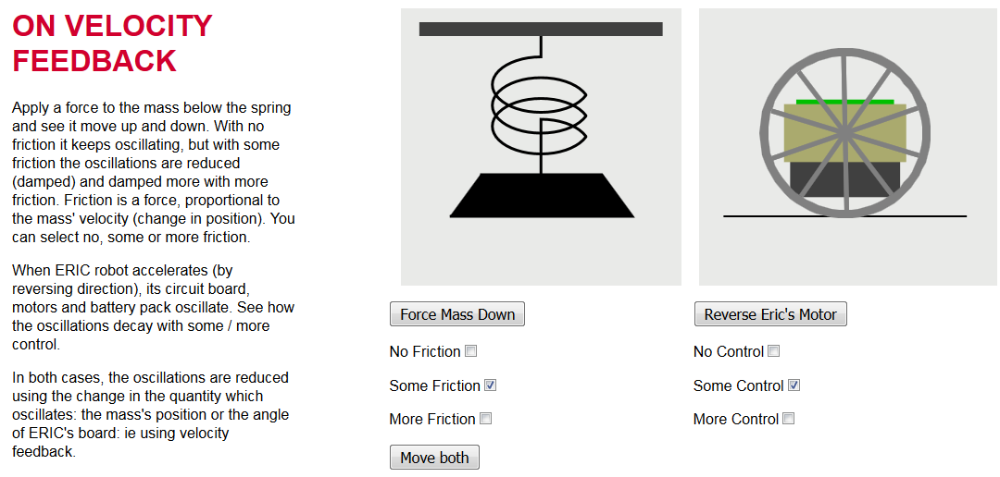 ON VELOCITY
FEEDBACK
Apply a force to the mass below the spring
and see it move up and down. With no
friction it keeps oscillating, but with some
friction the oscillations are reduced
(damped) and damped more with more
friction. Friction is a force, proportional to
the mass' velocity (change in position). You
can select no, some or more friction.
When ERIC robot accelerates (by
reversing direction), its circuit board,
motors and battery pack oscillate. See how
the oscillations decay with some / more
control.
In both cases, the oscillations are reduced
using the change in the quantity which
oscillates: the mass's position or the angle
of ERIC's board: ie using velocity
feedback.
Force Mass Down
No Friction
Some Friction
More Friction
Move both
Reverse Eric's Motor
No Control
Some Control
More Control